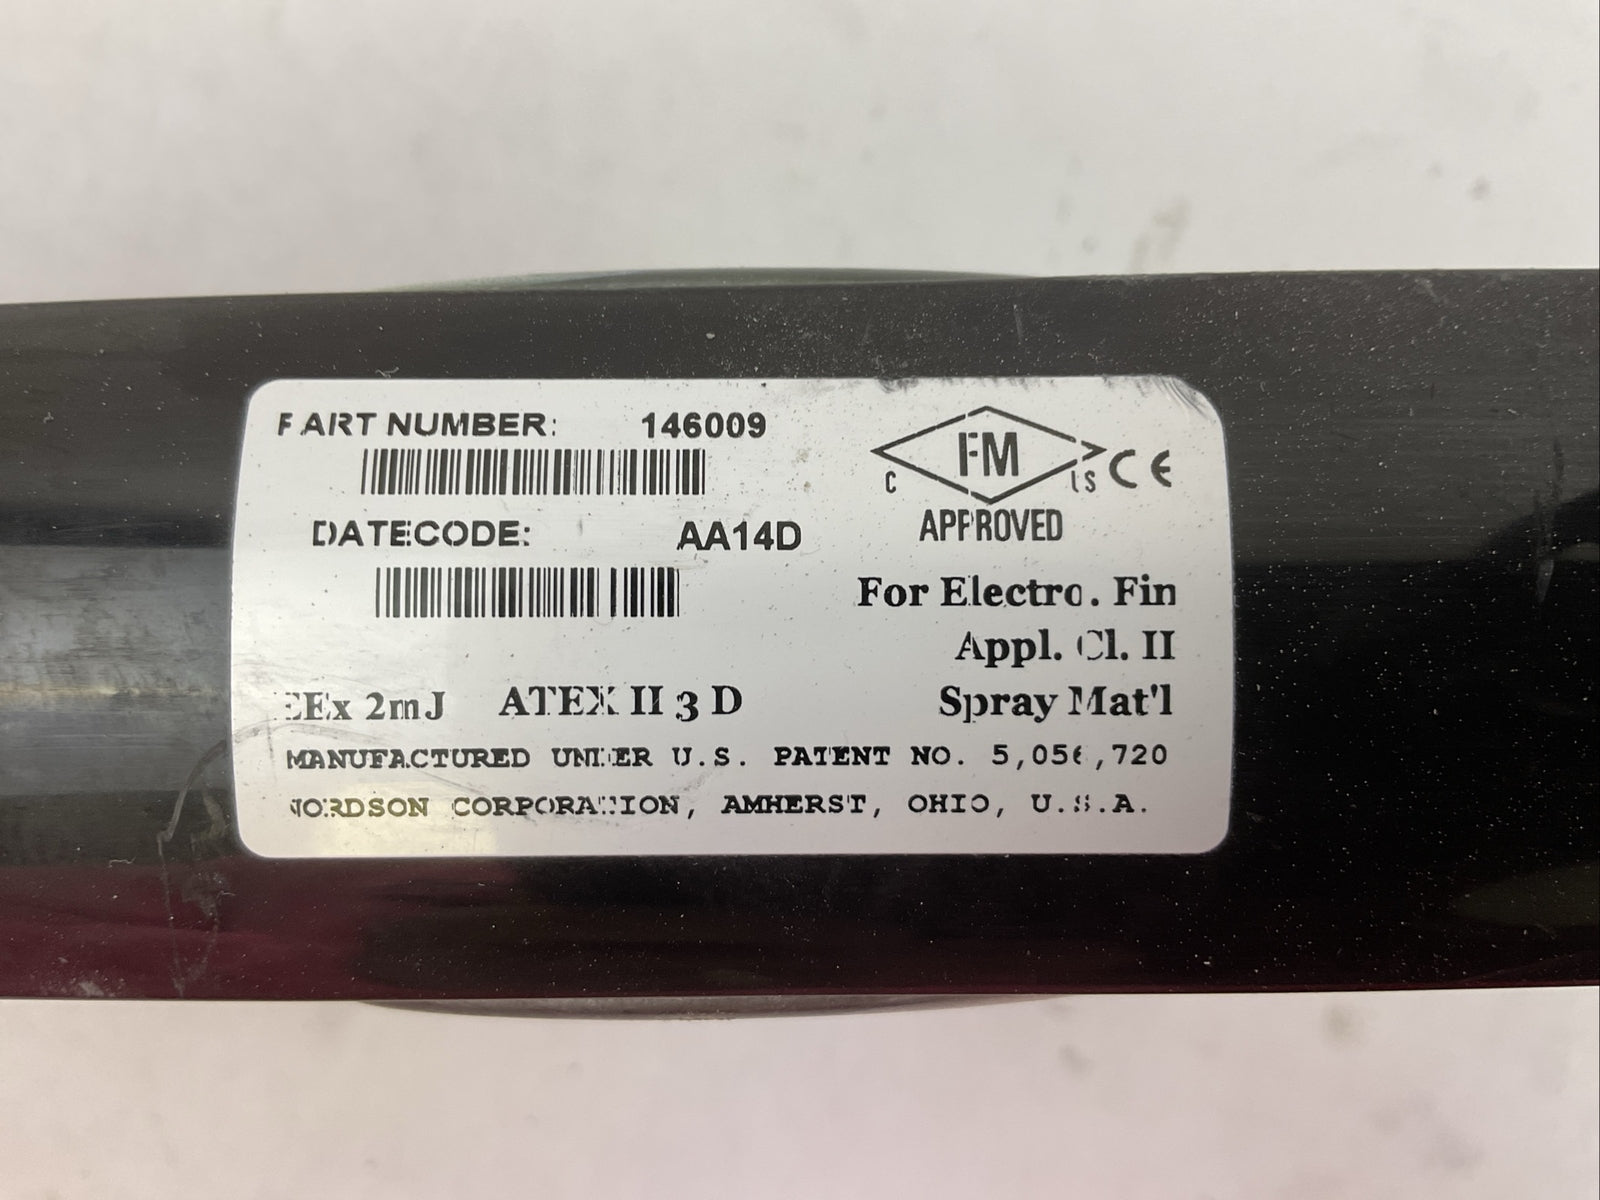 PART NUMBER: 146009
FM
C US CE
APPROVED
DATECODE: AA14D
For Electro. Fin
Appl. Cl. II
Spray Mat'l
EEx 2mJ ATEX II 3 D
MANUFACTURED UNDER U.S. PATENT NO. 5,056,720
NORDSON CORPORATION, AMHERST, OHIO, U.S.A.